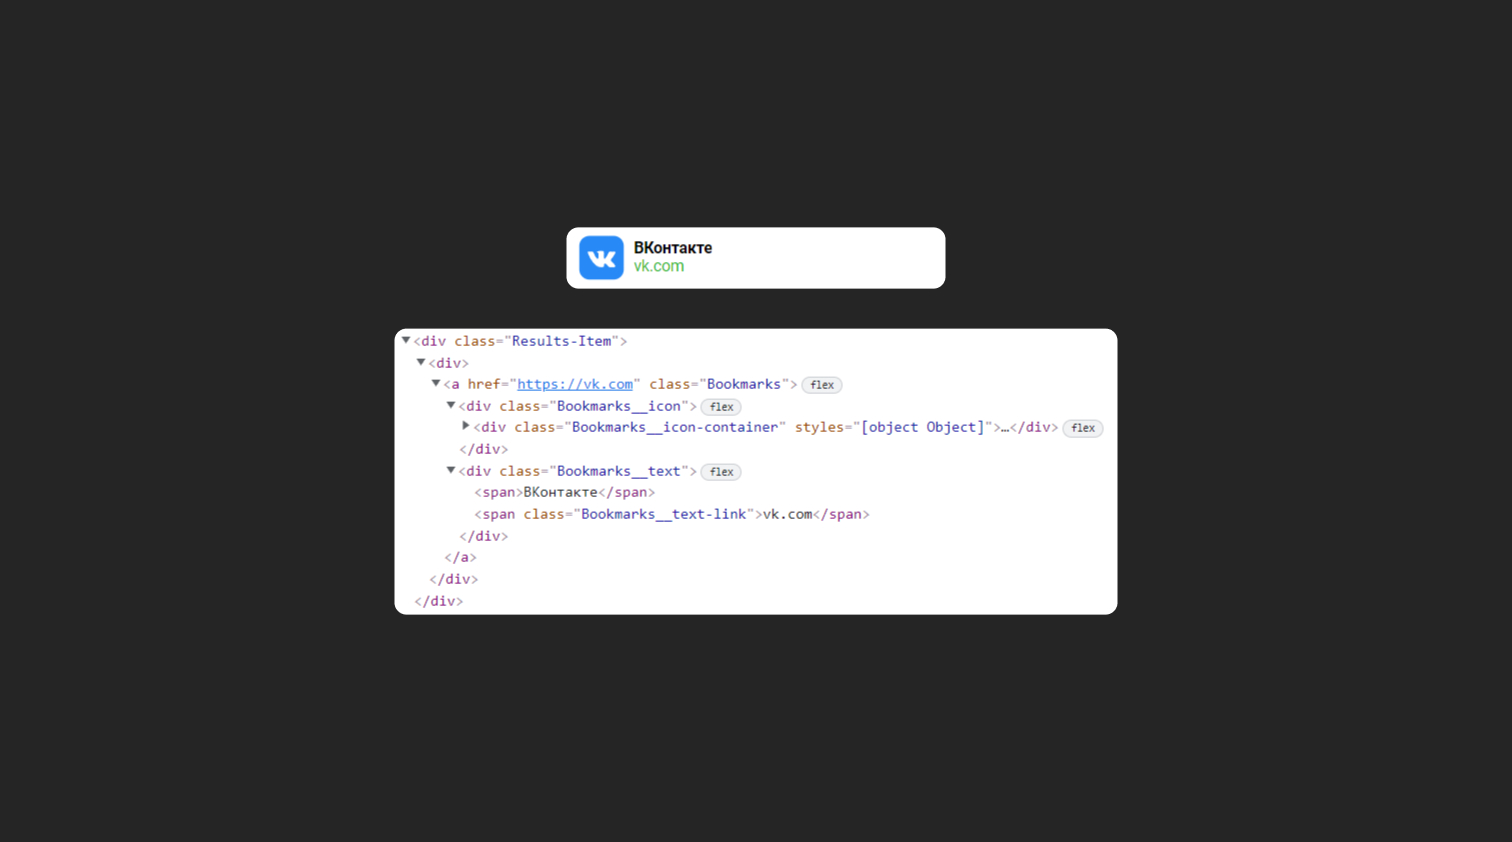 ВКонтакте
vk.com
▼<div class="Results-Item">
▼<div>
▼<a href="https://vk.com" class="Bookmarks"> flex
▼<div class="Bookmarks__icon"> flex
▶<div class="Bookmarks__icon-container" styles="[object Object]">…</div> flex
</div>
▼<div class="Bookmarks__text"> flex
<span>ВКонтакте</span>
<span class="Bookmarks__text-link">vk.com</span>
</div>
</a>
</div>
</div>